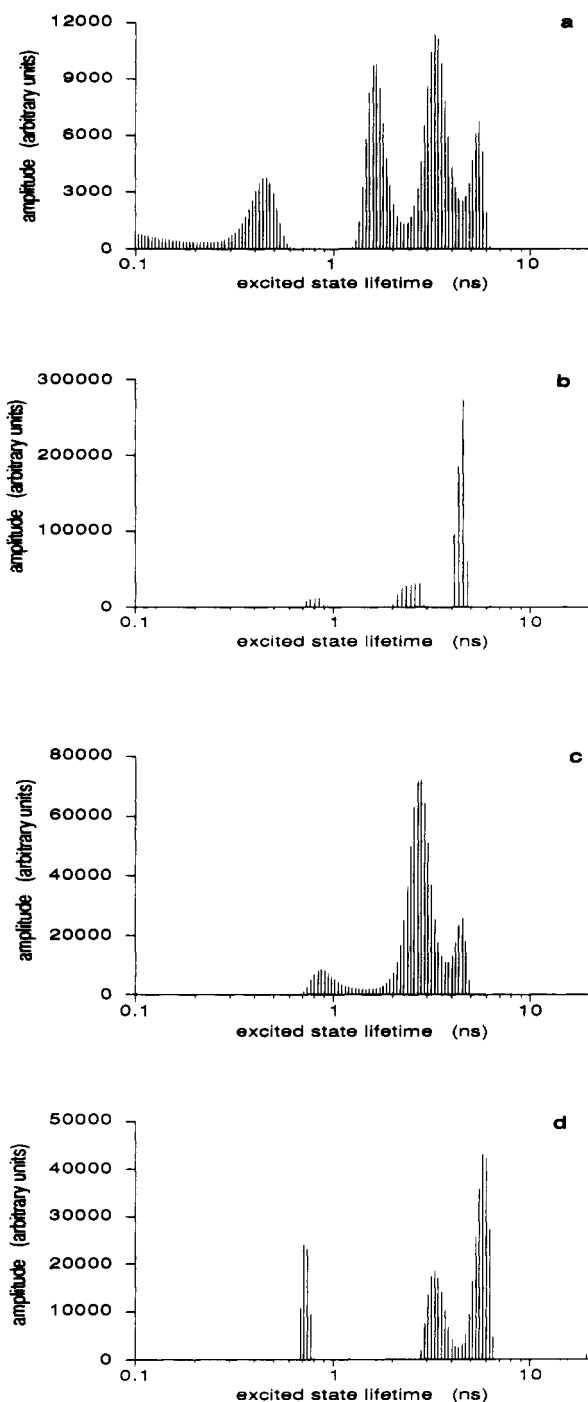 a
12000
9000
6000
3000
0
amplitude (arbitrary units)
0.1
1
10
excited state lifetime (ns)
b
300000
200000
100000
0
amplitude (arbitrary units)
0.1
1
10
excited state lifetime (ns)
c
80000
60000
40000
20000
0
amplitude (arbitrary units)
0.1
1
10
excited state lifetime (ns)
d
50000
40000
30000
20000
10000
0
amplitude (arbitrary units)
0.1
1
10
excited state lifetime (ns)